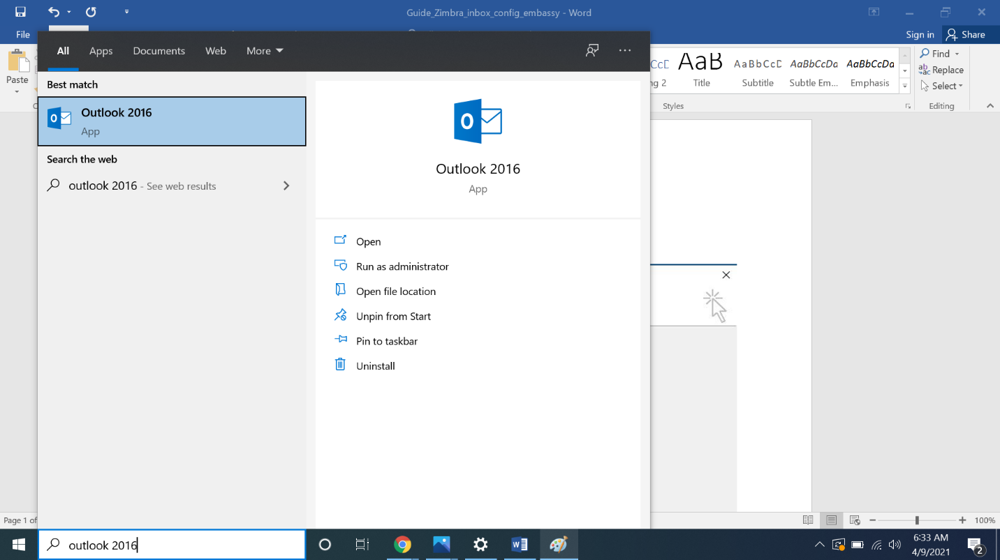 Guide_Zimbra_inbox_config_embassy - Word
File
Sign in
Share
All Apps Documents Web More
Paste
Best match
Outlook 2016
App
Search the web
outlook 2016 - See web results
Outlook 2016
App
Open
Run as administrator
Open file location
Unpin from Start
Pin to taskbar
Uninstall
AaB AaBbCcD AaBbCcDa AaBbCcDa
ng 2 Title Subtitle Subtle Em... Emphasis
Styles
Find
Replace
Select
Editing
Page 1 of
100%
outlook 2016
6:33 AM
4/9/2021
2